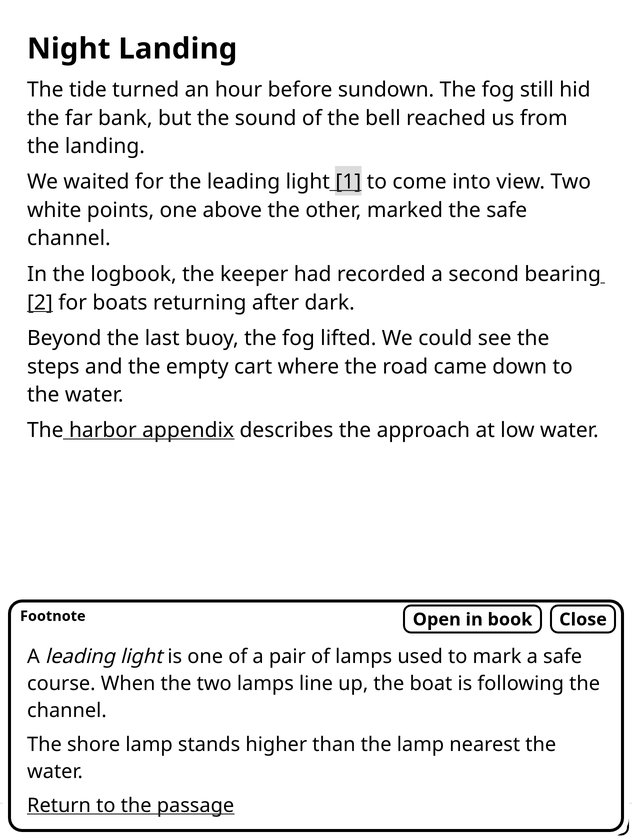 Night Landing
The tide turned an hour before sundown. The fog still hid
the far bank, but the sound of the bell reached us from
the landing.
We waited for the leading light [1] to come into view. Two
white points, one above the other, marked the safe
channel.
In the logbook, the keeper had recorded a second bearing
[2] for boats returning after dark.
Beyond the last buoy, the fog lifted. We could see the
steps and the empty cart where the road came down to
the water.
The harbor appendix describes the approach at low water.
Footnote
Open in book
Close
A leading light is one of a pair of lamps used to mark a safe
course. When the two lamps line up, the boat is following the
channel.
The shore lamp stands higher than the lamp nearest the
water.
Return to the passage